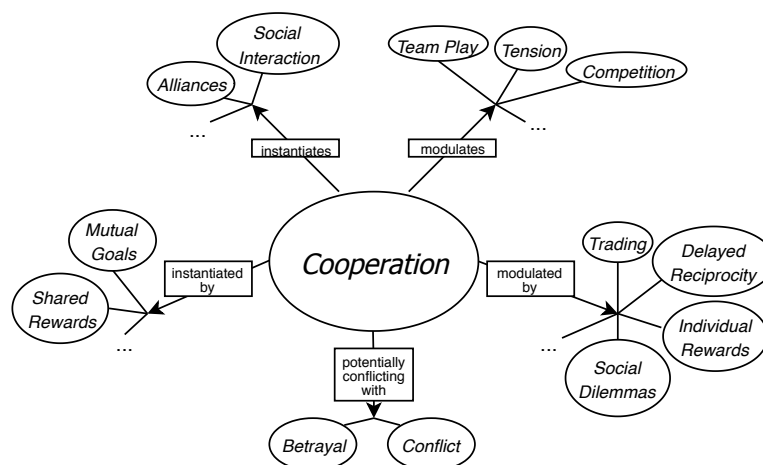 Social
Interaction
Team Play
Tension
Competition
Alliances
...
...
instantiates
modulates
Mutual
Goals
Trading
Delayed
Reciprocity
Cooperation
instantiated
by
modulated
by
Shared
Rewards
Individual
Rewards
...
...
potentially
conflicting
with
Social
Dilemmas
Betrayal
Conflict